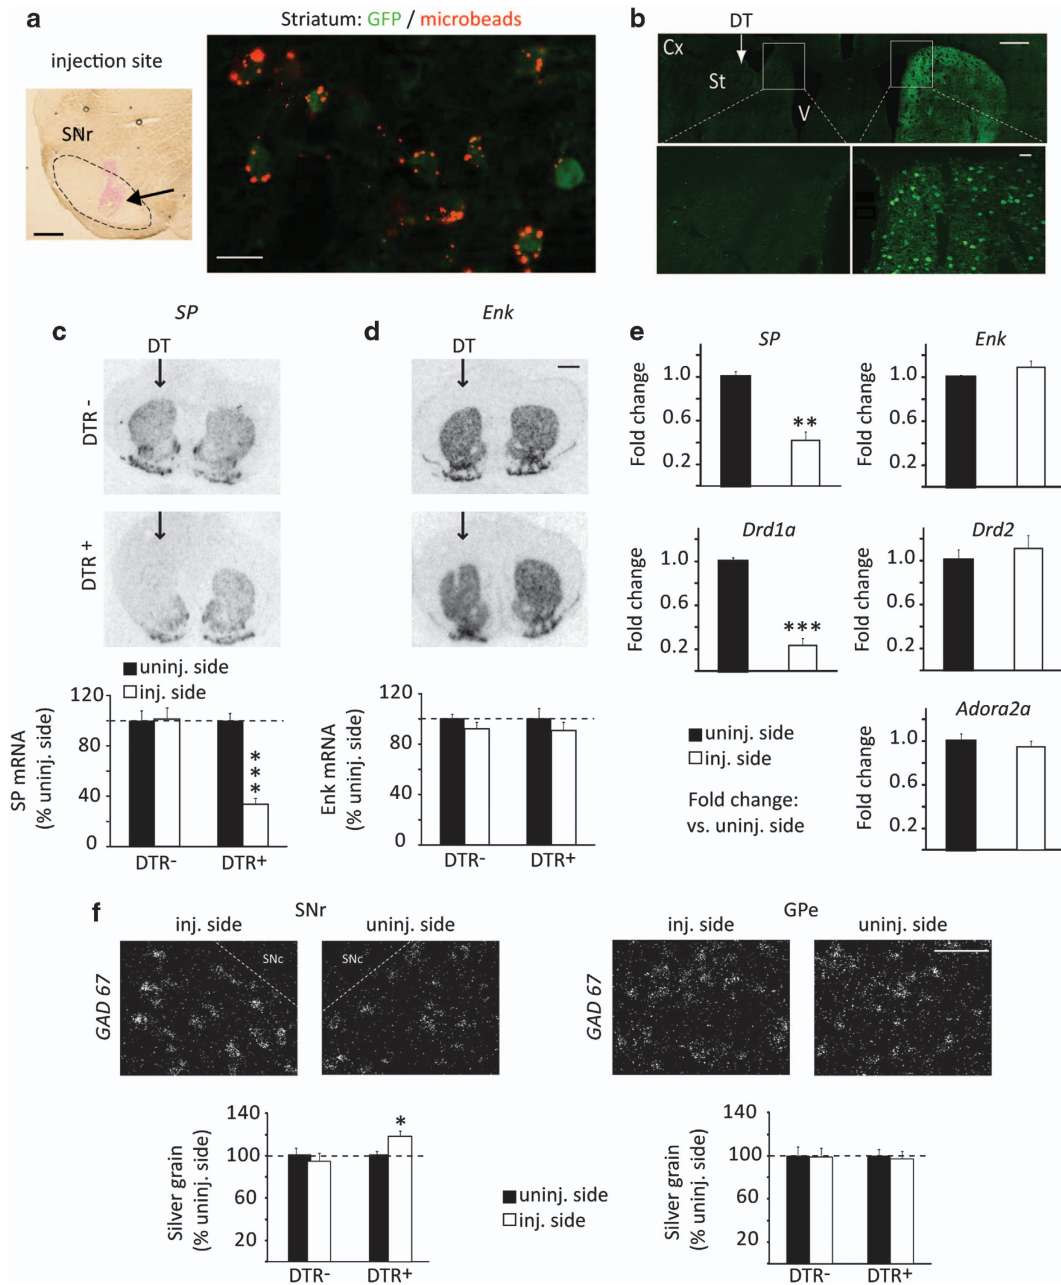 a
Striatum: GFP / microbeads
injection site
SNr
b
DT
Cx
St
V
c
SP
DT
DTR -
DTR +
uninj. side
inj. side
SP mRNA
(% uninj. side)
120
80
40
0
***
DTR-
DTR+
d
Enk
DT
Enk mRNA
(% uninj. side)
120
80
40
0
DTR-
DTR+
e
SP
Fold change
1.0
0.6
0.2
**
Enk
Fold change
1.0
0.6
0.2
Drd1a
Fold change
1.0
0.6
0.2
***
Drd2
Fold change
1.0
0.6
0.2
uninj. side
inj. side
Fold change:
vs. uninj. side
Adora2a
Fold change
1.0
0.6
0.2
f
SNr
inj. side
uninj. side
GAD 67
SNc
SNc
GPe
inj. side
uninj. side
GAD 67
Silver grain
(% uninj. side)
140
100
60
20
*
DTR-
DTR+
uninj. side
inj. side
Silver grain
(% uninj. side)
140
100
60
20
DTR-
DTR+